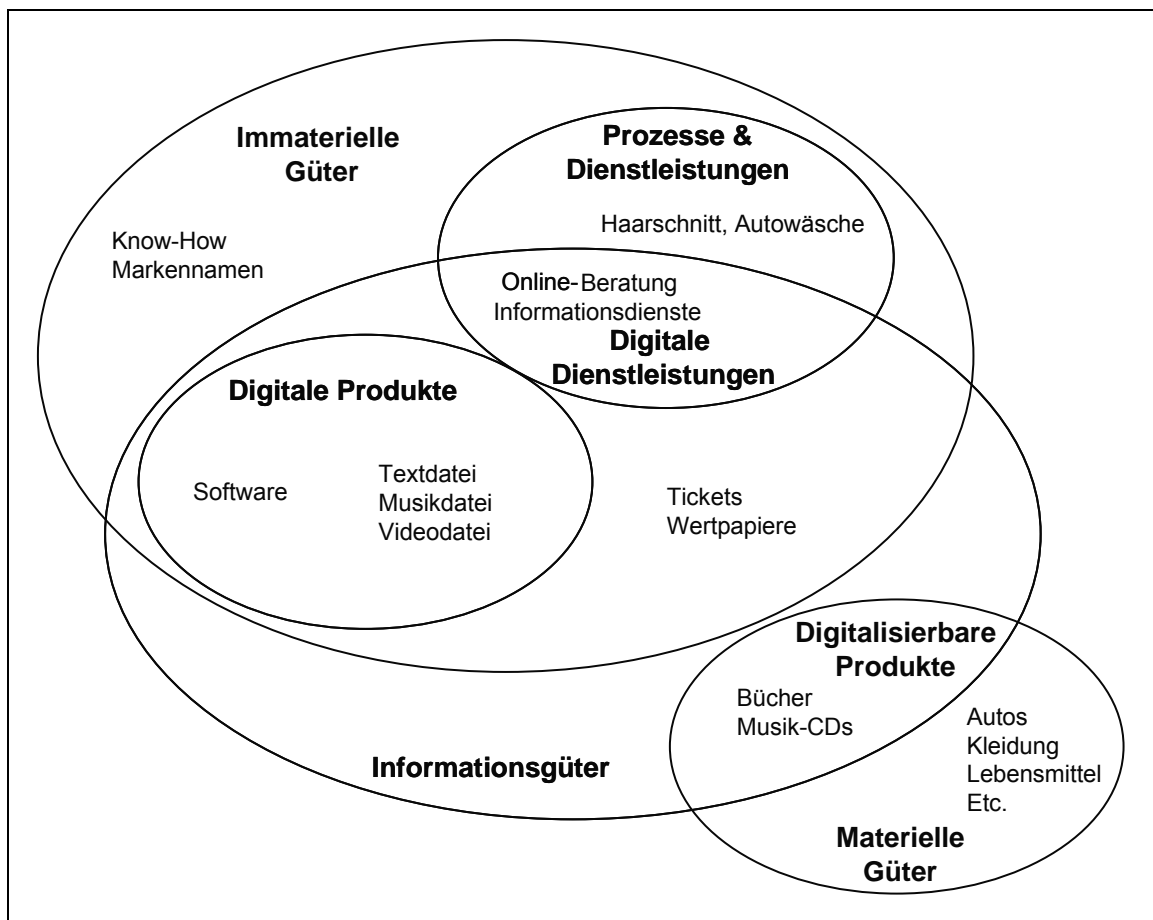 Immaterielle
Güter
Prozesse &
Dienstleistungen
Haarschnitt, Autowäsche
Know-How
Markennamen
Online-Beratung
Informationsdienste
Digitale
Dienstleistungen
Digitale Produkte
Software
Textdatei
Musikdatei
Videodatei
Tickets
Wertpapiere
Digitalisierbare
Produkte
Bücher
Musik-CDs
Autos
Kleidung
Lebensmittel
Etc.
Informationsgüter
Materielle
Güter